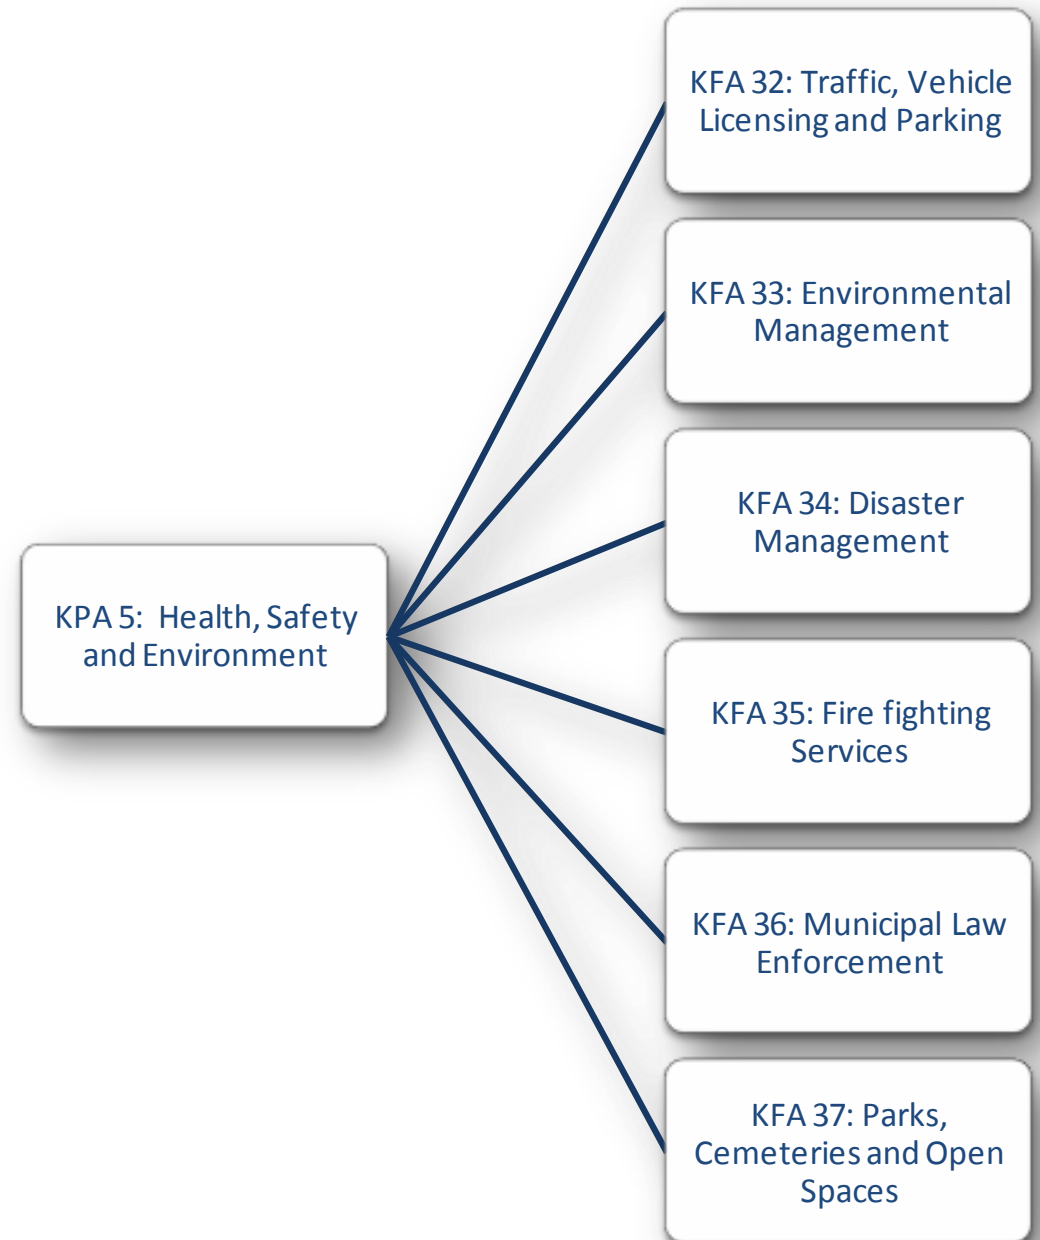 KFA 32: Traffic, Vehicle
Licensing and Parking
KFA 33: Environmental
Management
KFA 34: Disaster
Management
KPA 5: Health, Safety
and Environment
KFA 35: Fire fighting
Services
KFA 36: Municipal Law
Enforcement
KFA 37: Parks,
Cemeteries and Open
Spaces